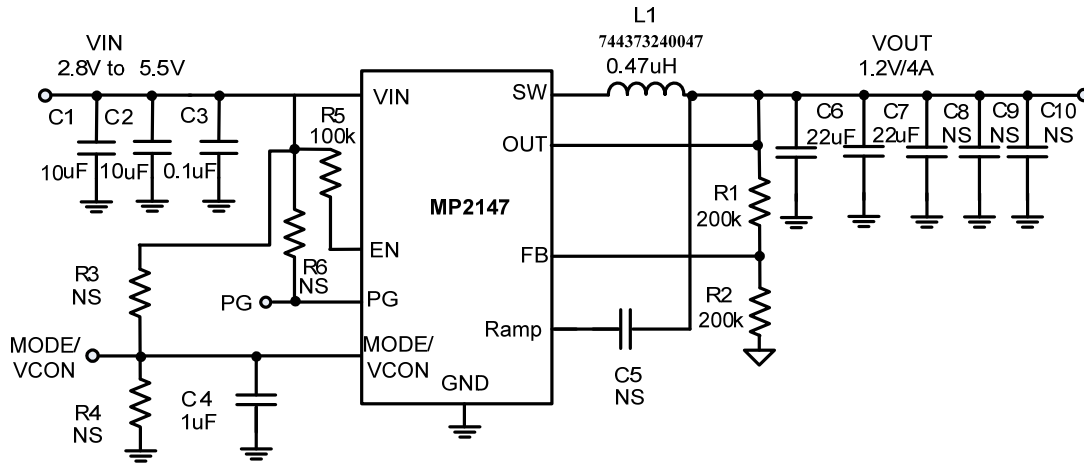 L1
744373240047
0.47uH
VIN
2.8V to 5.5V
VOUT
1.2V/4A
C1
C2
C3
10uF
10uF
0.1uF
R5
100k
VIN
SW
OUT
C6
22uF
C7
22uF
C8
NS
C9
NS
C10
NS
MP2147
R1
200k
EN
FB
R6
NS
R3
NS
PG
PG
R2
200k
Ramp
MODE/
VCON
MODE/
VCON
C5
NS
GND
R4
NS
C4
1uF